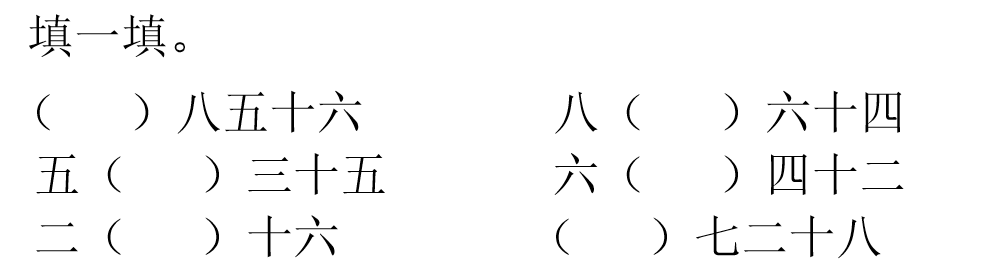 填一填。
（　）八五十六　八（　）六十四
五（　）三十五　六（　）四十二
二（　）十六　（　）七二十八